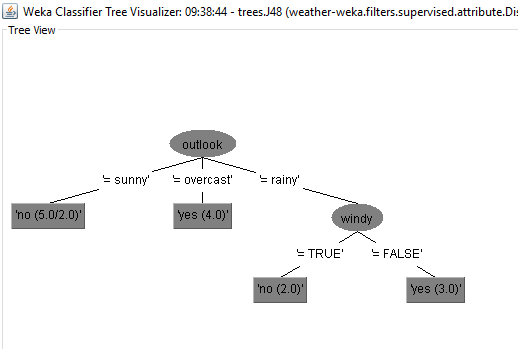 Weka Classifier Tree Visualizer: 09:38:44 - trees.J48 (weather-weka.filters.supervised.attribute.Dis
Tree View
outlook
'= sunny' '= overcast' '= rainy'
'no (5.0/2.0)' 'yes (4.0)' windy
'= TRUE' '= FALSE'
'no (2.0)' 'yes (3.0)'